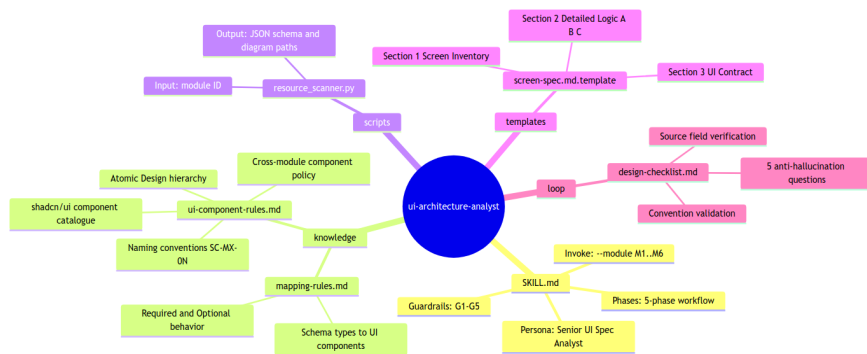 Output: JSON schema and
diagram paths
Input: module ID
resource_scanner.py
scripts
Section 2 Detailed Logic A
B C
Section 1 Screen Inventory
screen-spec.md.template
Section 3 UI Contract
templates
Source field verification
loop
design-checklist.md
5 anti-hallucination
questions
Convention validation
ui-architecture-analyst
Cross-module component
policy
Atomic Design hierarchy
shadcn/ui component
catalogue
ui-component-rules.md
Naming conventions SC-MX-
0N
knowledge
mapping-rules.md
Required and Optional
behavior
Schema types to UI
components
Invoke: --module M1..M6
SKILL.md
Guardrails: G1-G5
Phases: 5-phase workflow
Persona: Senior UI Spec
Analyst